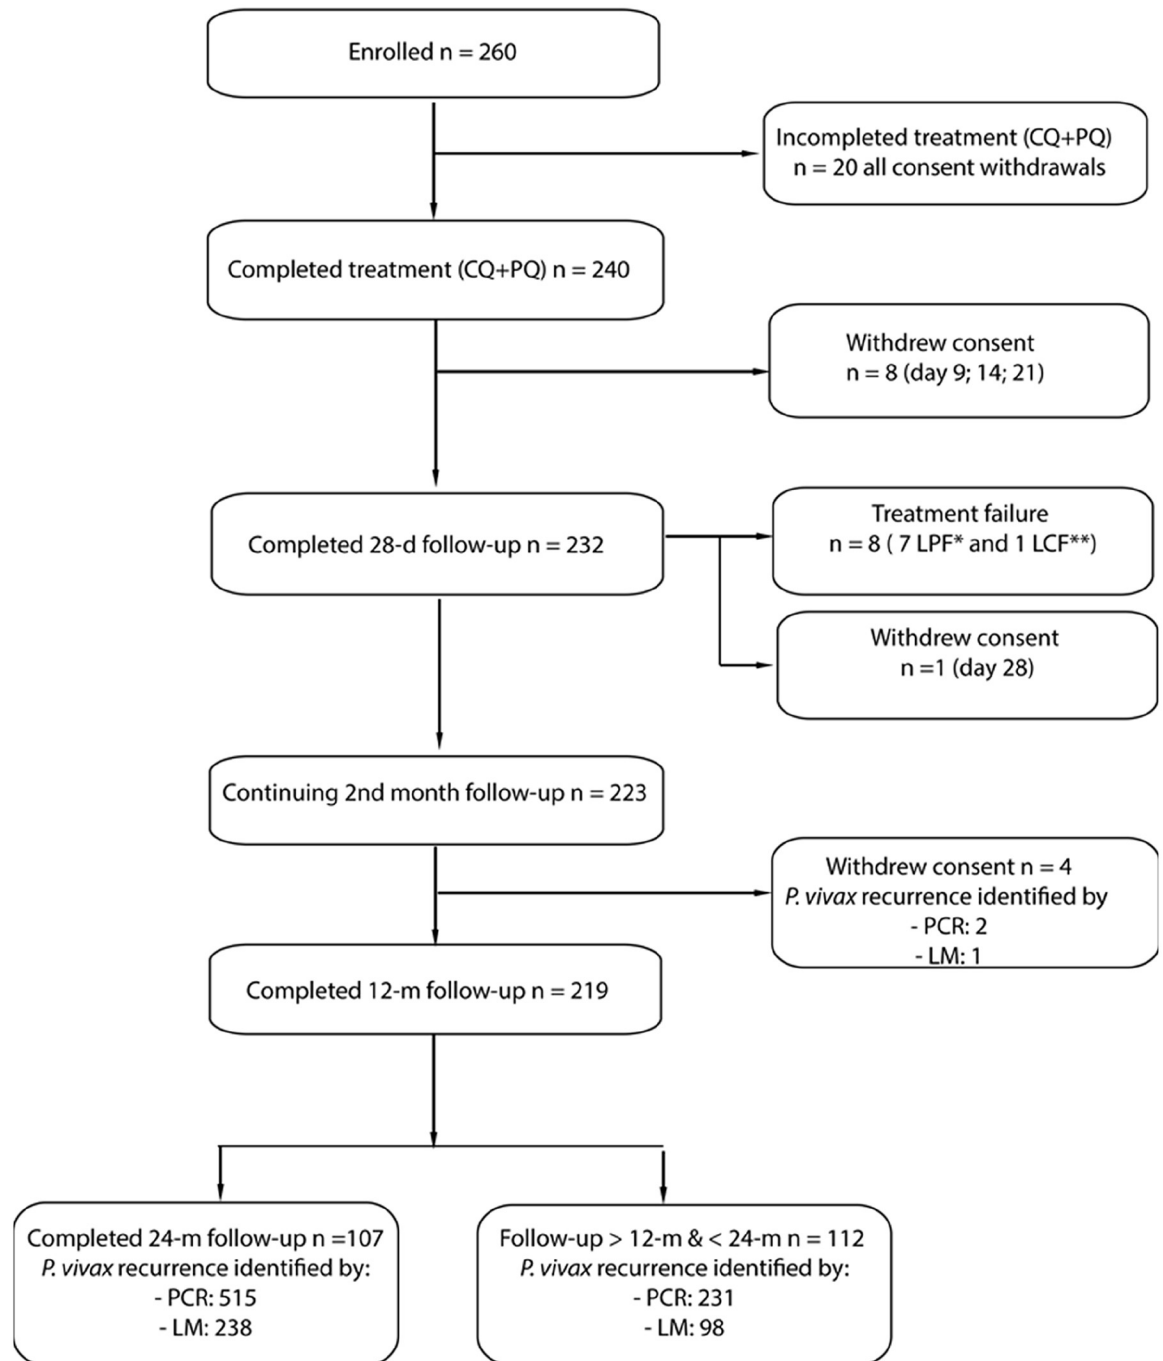 Enrolled n = 260
Incompleted treatment (CQ+PQ)
n = 20 all consent withdrawals
Completed treatment (CQ+PQ) n = 240
Withdrew consent
n = 8 (day 9; 14; 21)
Completed 28-d follow-up n = 232
Treatment failure
n = 8 ( 7 LPF* and 1 LCF**)
Withdrew consent
n =1 (day 28)
Continuing 2nd month follow-up n = 223
Withdrew consent n = 4
P. vivax recurrence identified by
- PCR: 2
- LM: 1
Completed 12-m follow-up n = 219
Completed 24-m follow-up n =107
P. vivax recurrence identified by:
- PCR: 515
- LM: 238
Follow-up > 12-m & < 24-m n = 112
P. vivax recurrence identified by:
- PCR: 231
- LM: 98